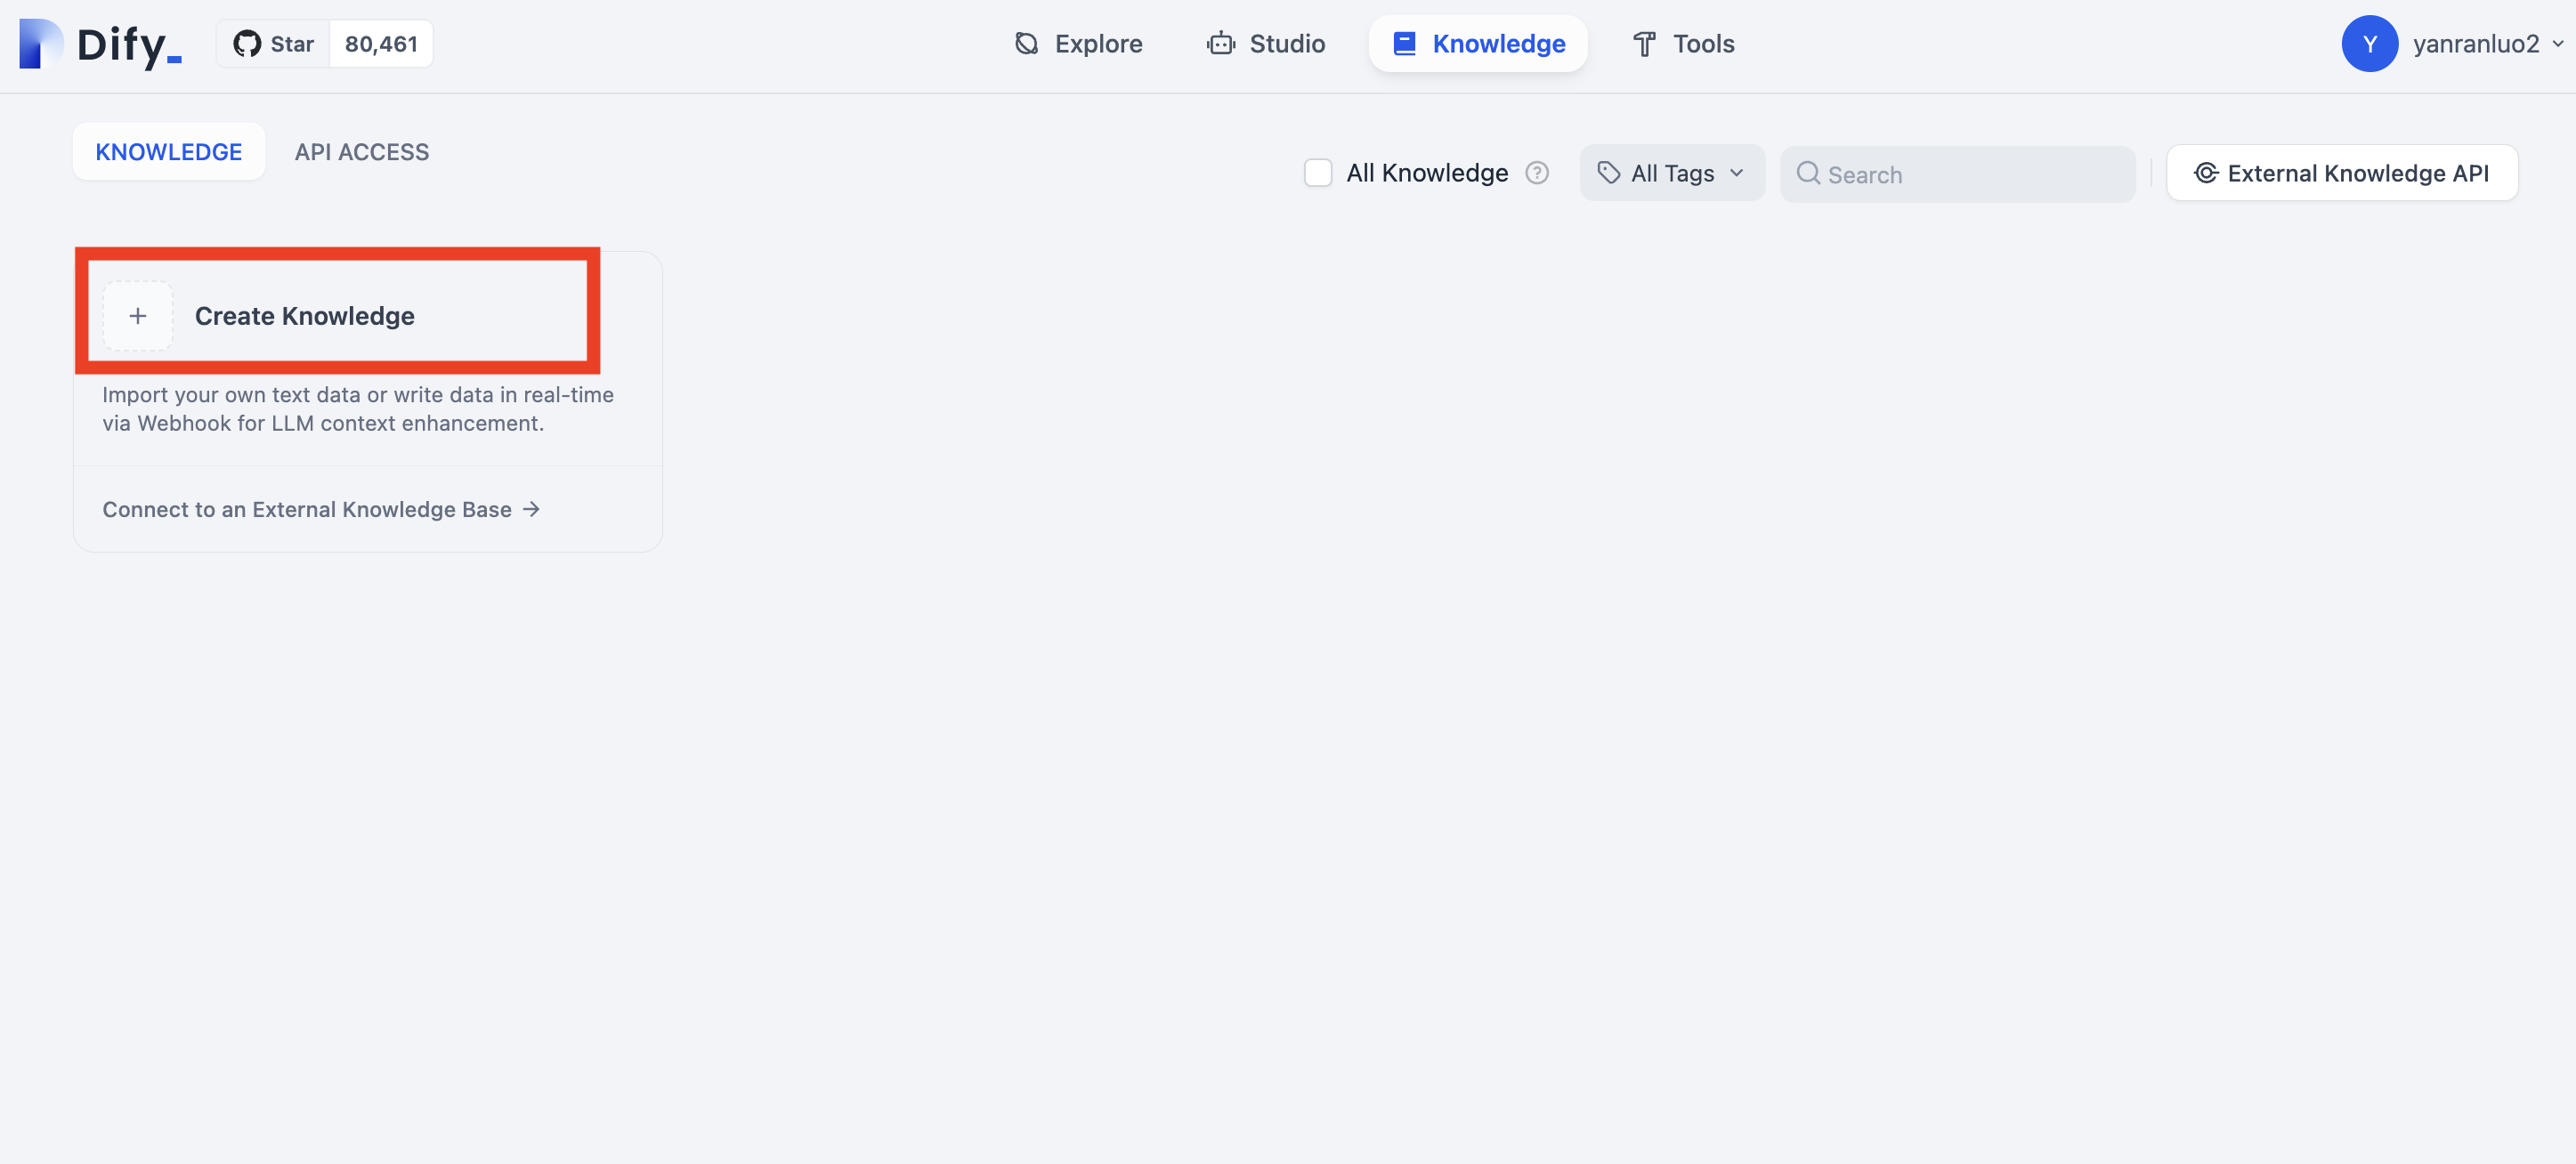 Dify_
Star 80,461
Explore
Studio
Knowledge
Tools
Y yanranluo2
KNOWLEDGE
API ACCESS
All Knowledge ?
All Tags
Search
External Knowledge API
+ Create Knowledge
Import your own text data or write data in real-time
via Webhook for LLM context enhancement.
Connect to an External Knowledge Base →